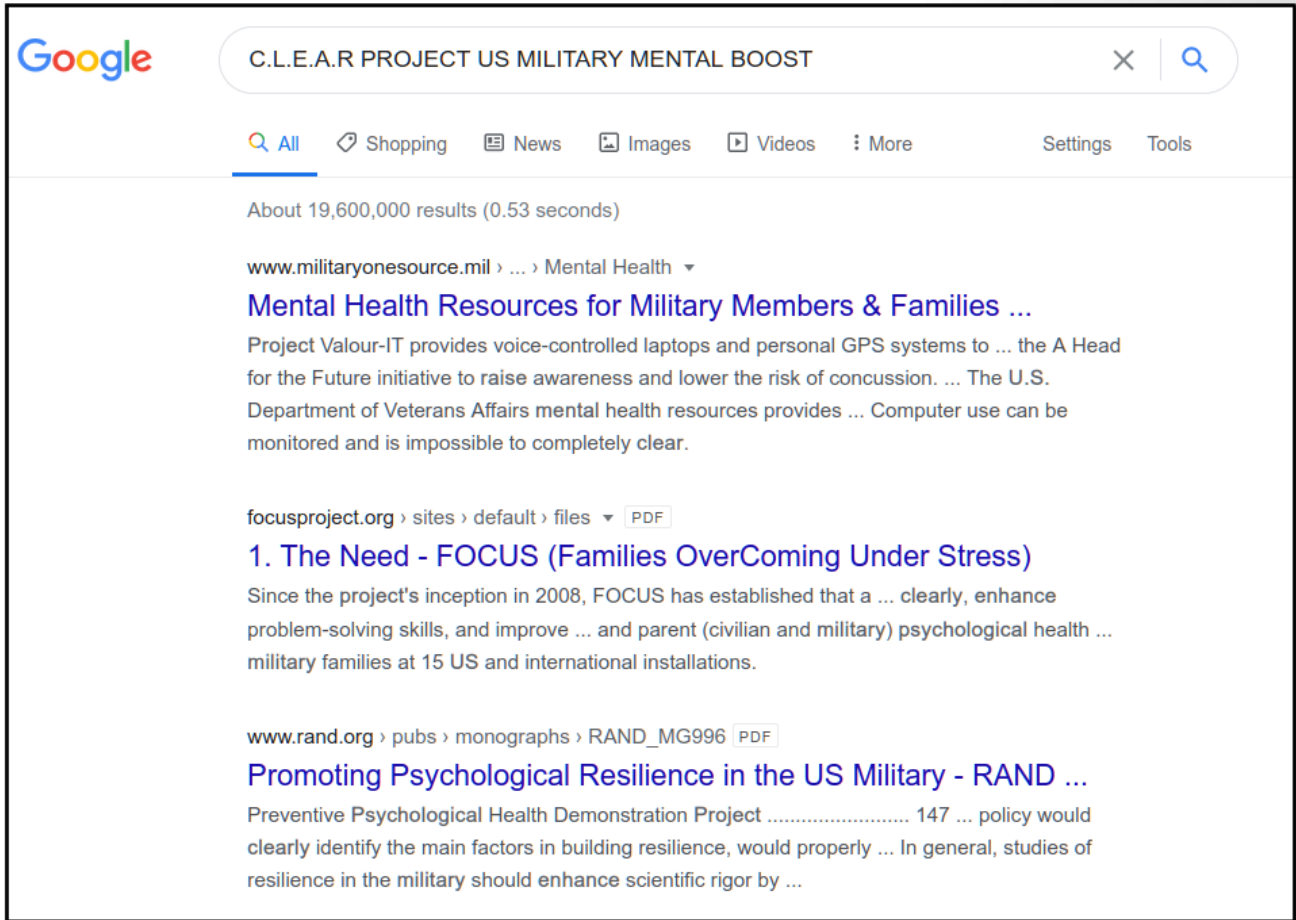 Google
C.L.E.A.R PROJECT US MILITARY MENTAL BOOST
All Shopping News Images Videos More Settings Tools
About 19,600,000 results (0.53 seconds)
www.militaryonesource.mil › ... › Mental Health
Mental Health Resources for Military Members & Families ...
Project Valour-IT provides voice-controlled laptops and personal GPS systems to ... the A Head
for the Future initiative to raise awareness and lower the risk of concussion. ... The U.S.
Department of Veterans Affairs mental health resources provides ... Computer use can be
monitored and is impossible to completely clear.
focusproject.org › sites › default › files PDF
1. The Need - FOCUS (Families OverComing Under Stress)
Since the project's inception in 2008, FOCUS has established that a ... clearly, enhance
problem-solving skills, and improve ... and parent (civilian and military) psychological health ...
military families at 15 US and international installations.
www.rand.org › pubs › monographs › RAND_MG996 PDF
Promoting Psychological Resilience in the US Military - RAND ...
Preventive Psychological Health Demonstration Project ......................... 147 ... policy would
clearly identify the main factors in building resilience, would properly ... In general, studies of
resilience in the military should enhance scientific rigor by ...